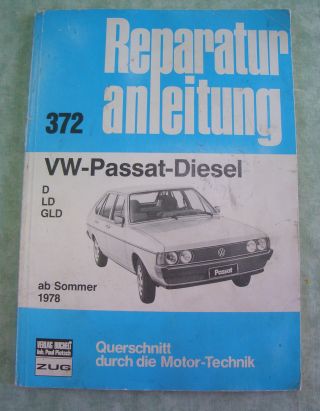 Reparatur
anleitung
372
VW-Passat-Diesel
D
LD
GLD
Passat
ab Sommer
1978
VERLAG BUCHELI
Inh. Paul Pietsch
ZUG
Querschnitt
durch die Motor-Technik